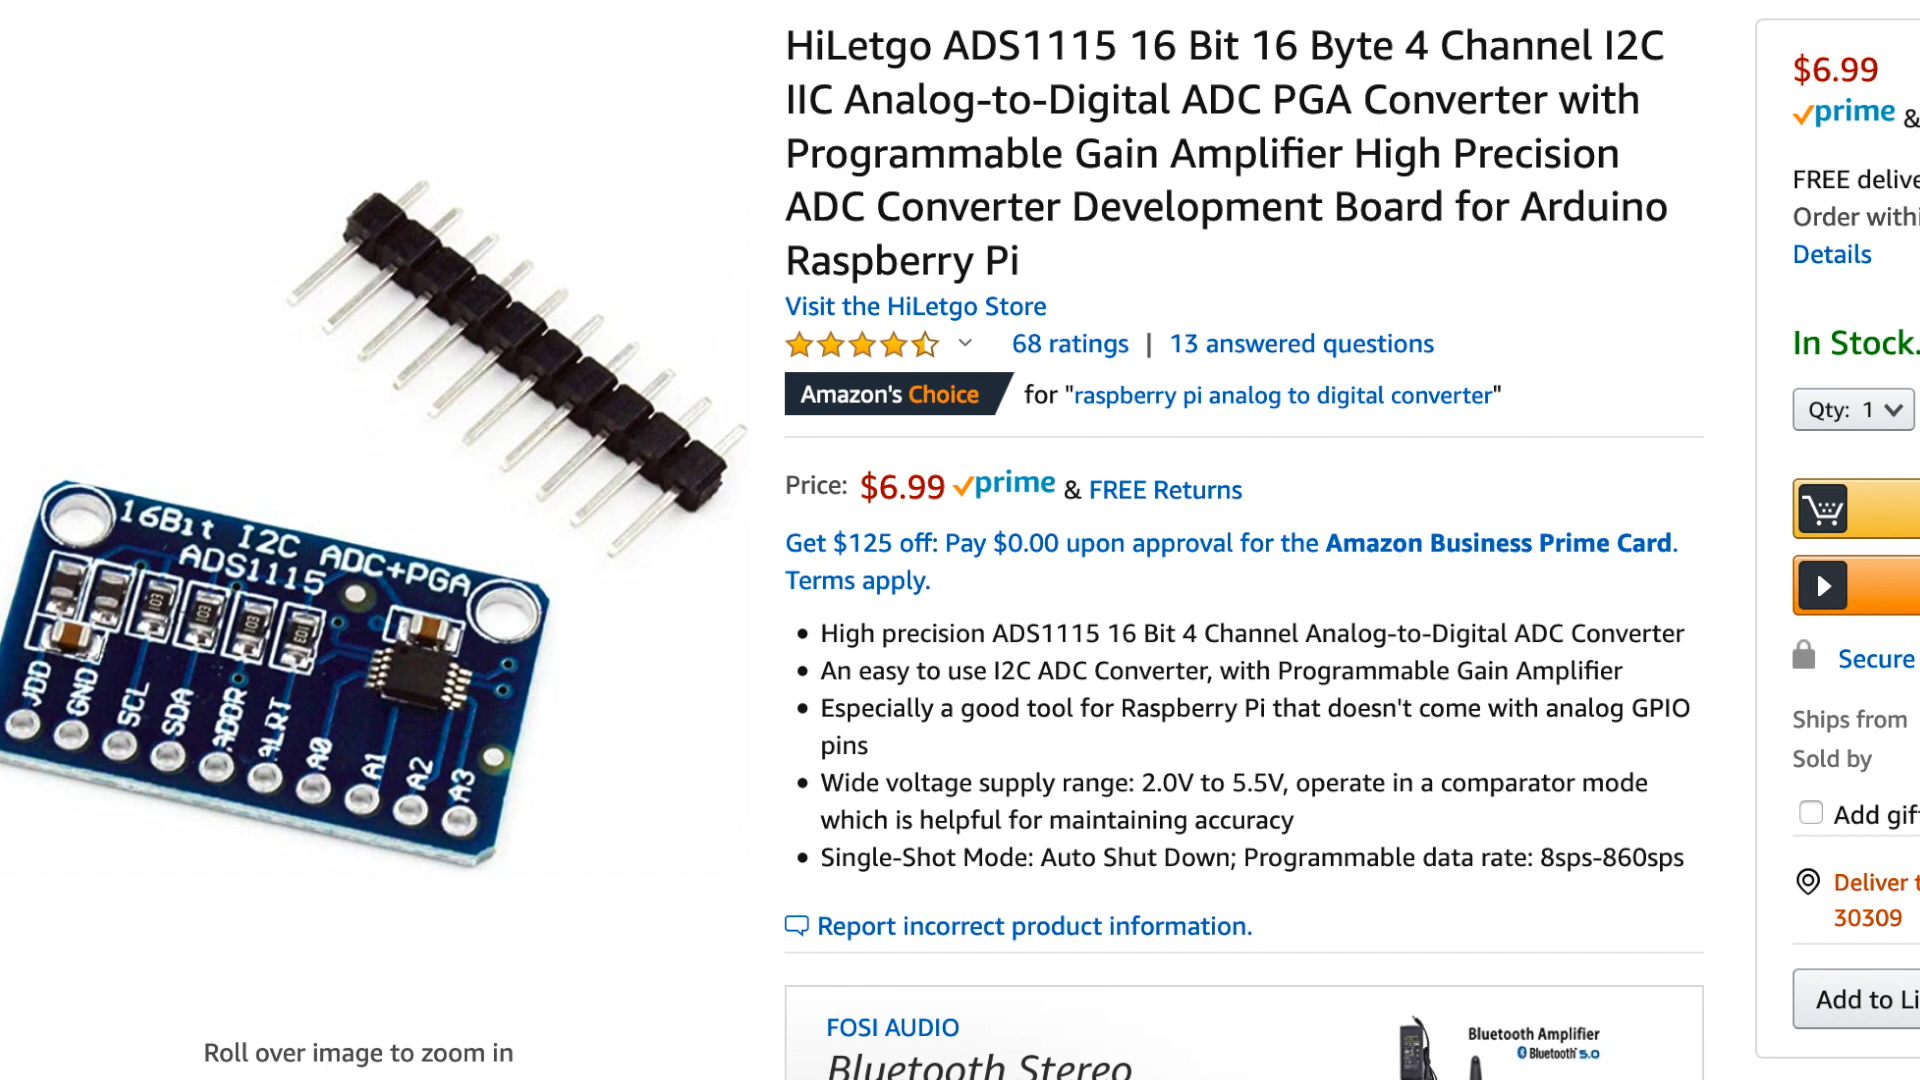 HiLetgo ADS1115 16 Bit 16 Byte 4 Channel I2C
IIC Analog-to-Digital ADC PGA Converter with
Programmable Gain Amplifier High Precision
ADC Converter Development Board for Arduino
Raspberry Pi
Visit the HiLetgo Store
68 ratings | 13 answered questions
Amazon's Choice for "raspberry pi analog to digital converter"
Price: $6.99 prime & FREE Returns
Get $125 off: Pay $0.00 upon approval for the Amazon Business Prime Card.
Terms apply.
• High precision ADS1115 16 Bit 4 Channel Analog-to-Digital ADC Converter
• An easy to use I2C ADC Converter, with Programmable Gain Amplifier
• Especially a good tool for Raspberry Pi that doesn't come with analog GPIO
pins
• Wide voltage supply range: 2.0V to 5.5V, operate in a comparator mode
which is helpful for maintaining accuracy
• Single-Shot Mode: Auto Shut Down; Programmable data rate: 8sps-860sps
Report incorrect product information.
FOSI AUDIO
Bluetooth Stereo
Bluetooth Amplifier
Bluetooth 5.0
16Bit I2C ADC+PGA
ADS1115
103
103
103
103
VDD
GND
SCL
SDA
ADDR
ALRT
A0
A1
A2
A3
Roll over image to zoom in
$6.99
prime &
FREE delive
Order withi
Details
In Stock.
Qty: 1
Secure
Ships from
Sold by
Add gif
Deliver t
30309
Add to Li